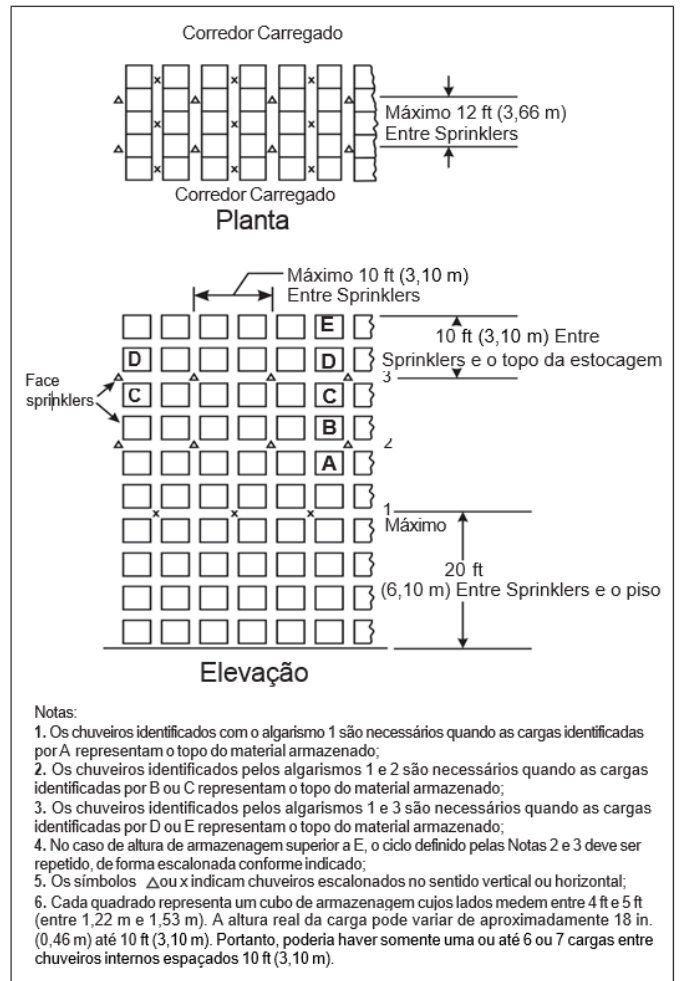 Corredor Carregado
Máximo 12 ft (3,66 m)
Entre Sprinklers
Corredor Carregado
Planta
Máximo 10 ft (3,10 m)
Entre Sprinklers
E
10 ft (3,10 m) Entre
D
D
Sprinklers e o topo da estocagem
3
Face
sprinklers
C
C
B
2
A
1
Máximo
20 ft
(6,10 m) Entre Sprinklers e o piso
Elevação
Notas:
1. Os chuveiros identificados com o algarismo 1 são necessários quando as cargas identificadas
por A representam o topo do material armazenado;
2. Os chuveiros identificados pelos algarismos 1 e 2 são necessários quando as cargas
identificadas por B ou C representam o topo do material armazenado;
3. Os chuveiros identificados pelos algarismos 1 e 3 são necessários quando as cargas
identificadas por D ou E representam o topo do material armazenado;
4. No caso de altura de armazenagem superior a E, o ciclo definido pelas Notas 2 e 3 deve ser
repetido, de forma escalonada conforme indicado;
5. Os símbolos △ou x indicam chuveiros escalonados no sentido vertical ou horizontal;
6. Cada quadrado representa um cubo de armazenagem cujos lados medem entre 4 ft e 5 ft
(entre 1,22 m e 1,53 m). A altura real da carga pode variar de aproximadamente 18 in.
(0,46 m) até 10 ft (3,10 m). Portanto, poderia haver somente uma ou até 6 ou 7 cargas entre
chuveiros internos espaçados 10 ft (3,10 m).